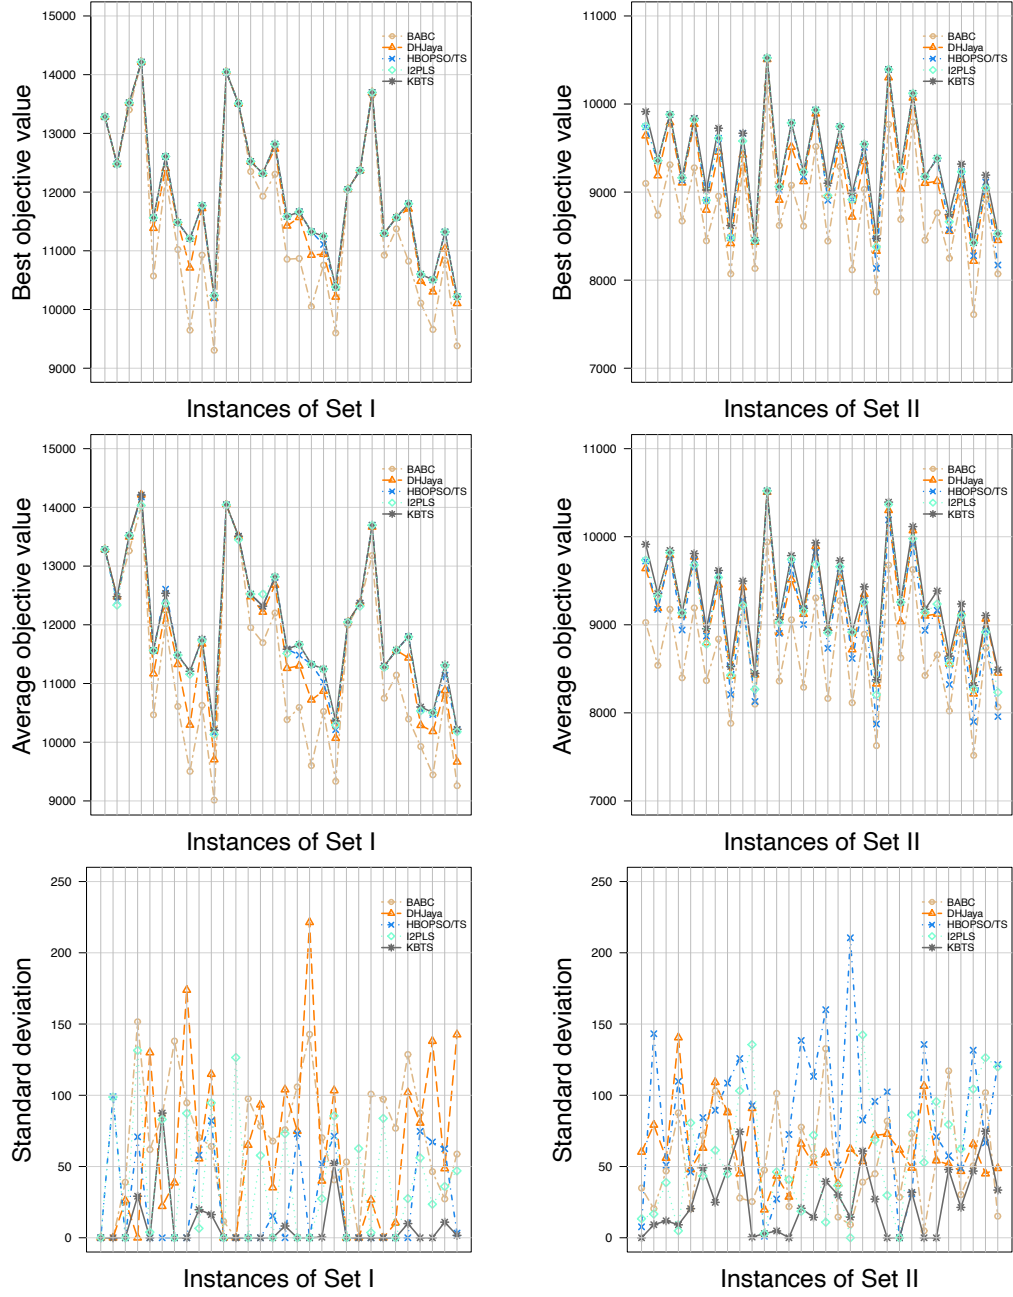 Best objective value
15000
14000
13000
12000
11000
10000
9000
BABC
DHJaya
HBOPSO/TS
I2PLS
KBTS
Instances of Set I
Best objective value
11000
10000
9000
8000
7000
BABC
DHJaya
HBOPSO/TS
I2PLS
KBTS
Instances of Set II
Average objective value
15000
14000
13000
12000
11000
10000
9000
BABC
DHJaya
HBOPSO/TS
I2PLS
KBTS
Instances of Set I
Average objective value
11000
10000
9000
8000
7000
BABC
DHJaya
HBOPSO/TS
I2PLS
KBTS
Instances of Set II
Standard deviation
250
200
150
100
50
0
BABC
DHJaya
HBOPSO/TS
I2PLS
KBTS
Instances of Set I
Standard deviation
250
200
150
100
50
0
BABC
DHJaya
HBOPSO/TS
I2PLS
KBTS
Instances of Set II